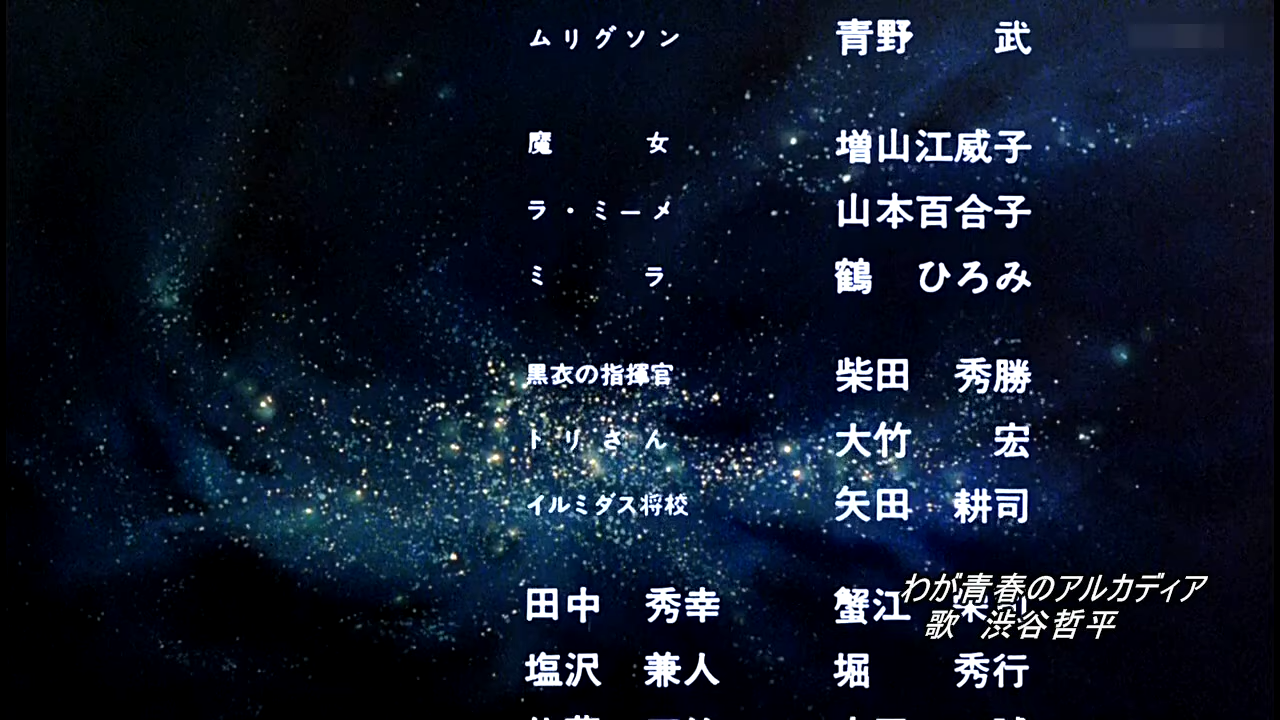 ムリグソン 青野 武
魔女 増山江威子
ラ・ミーメ 山本百合子
ミラ 鶴 ひろみ
黒衣の指揮官 柴田 秀勝
トリさん 大竹 宏
イルミダス将校 矢田 耕司
田中 秀幸 蟹江
わが青春のアルカディア
歌 渋谷哲平
塩沢 兼人 堀 秀行